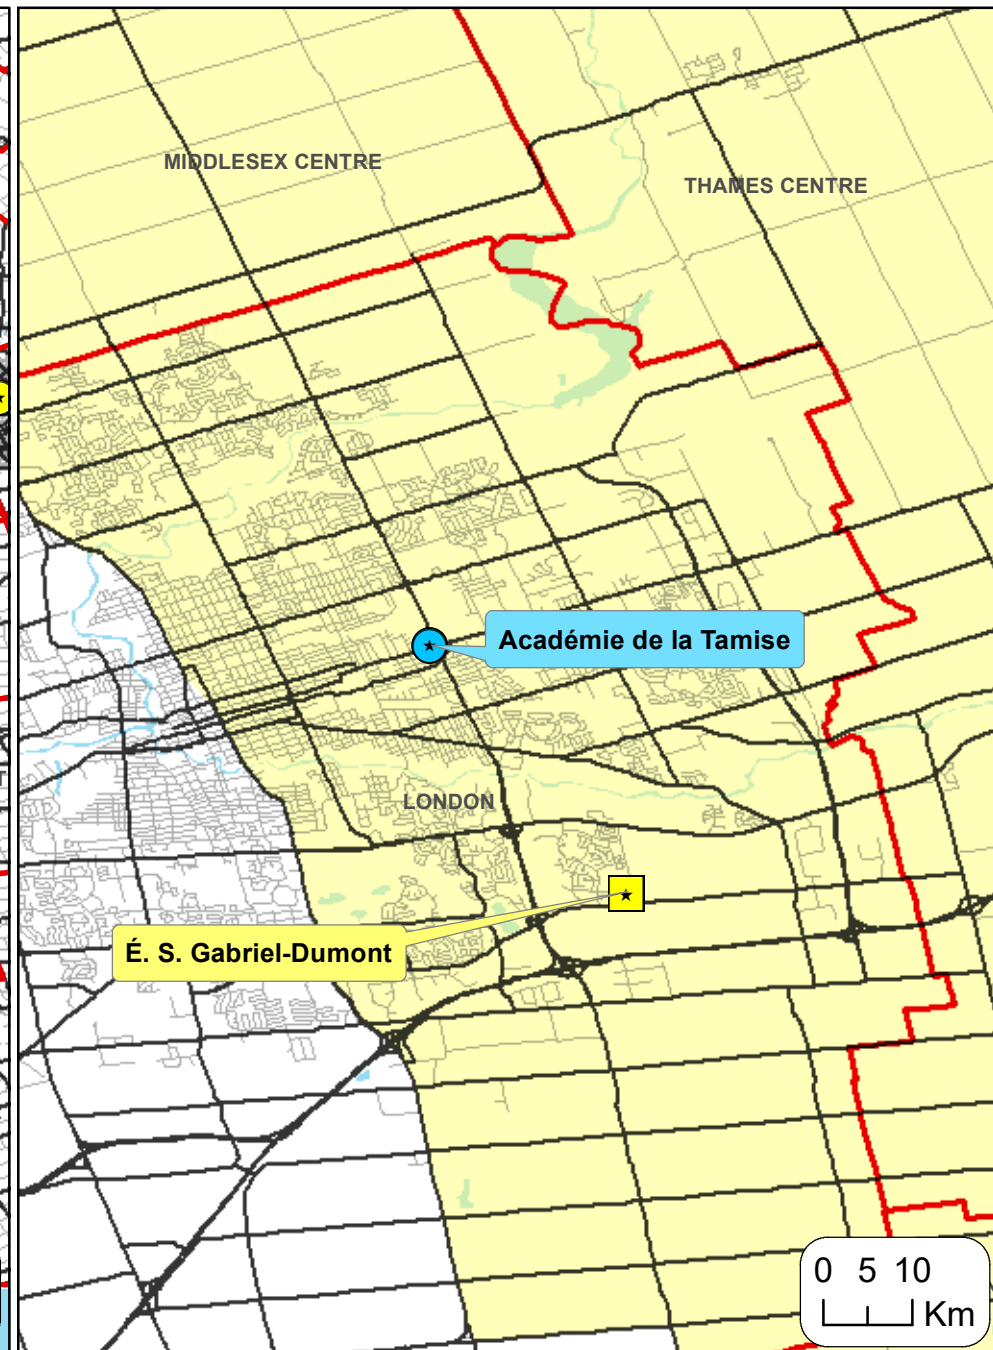 MIDDLESEX CENTRE
THAMES CENTRE
Académie de la Tamise
LONDON
É. S. Gabriel-Dumont
0 5 10
Km